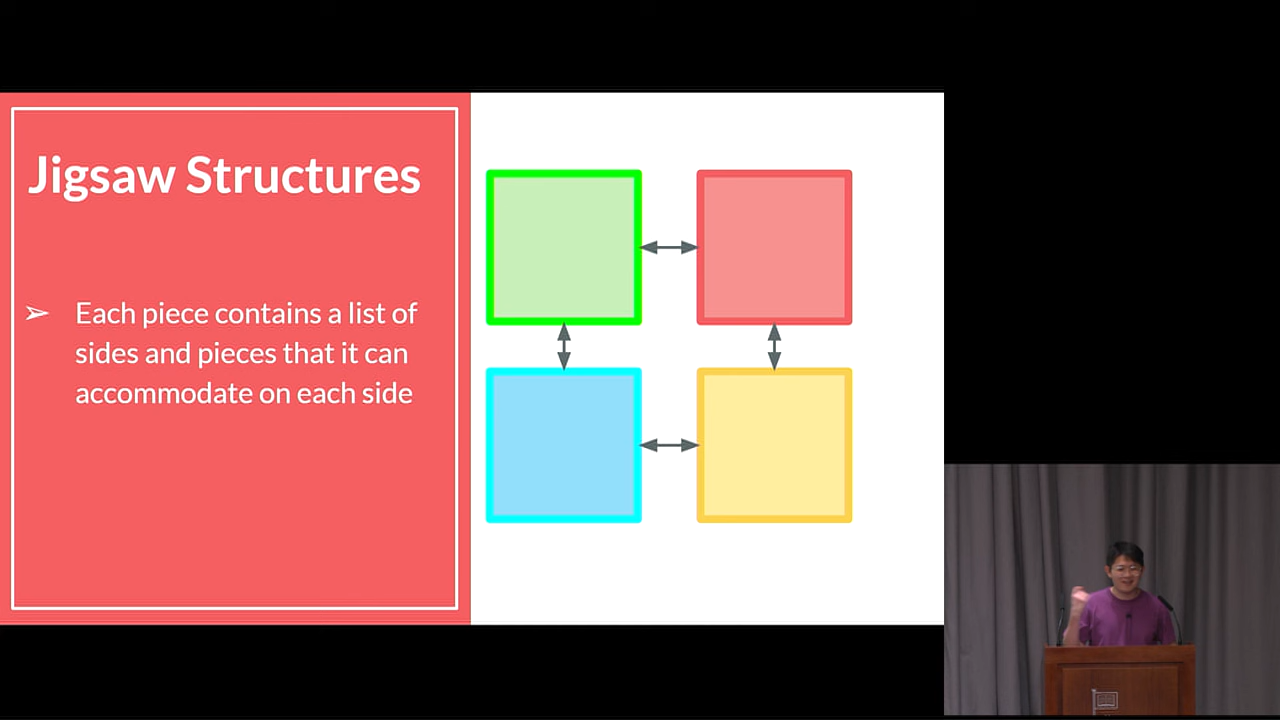 Jigsaw Structures
➢ Each piece contains a list of
sides and pieces that it can
accommodate on each side